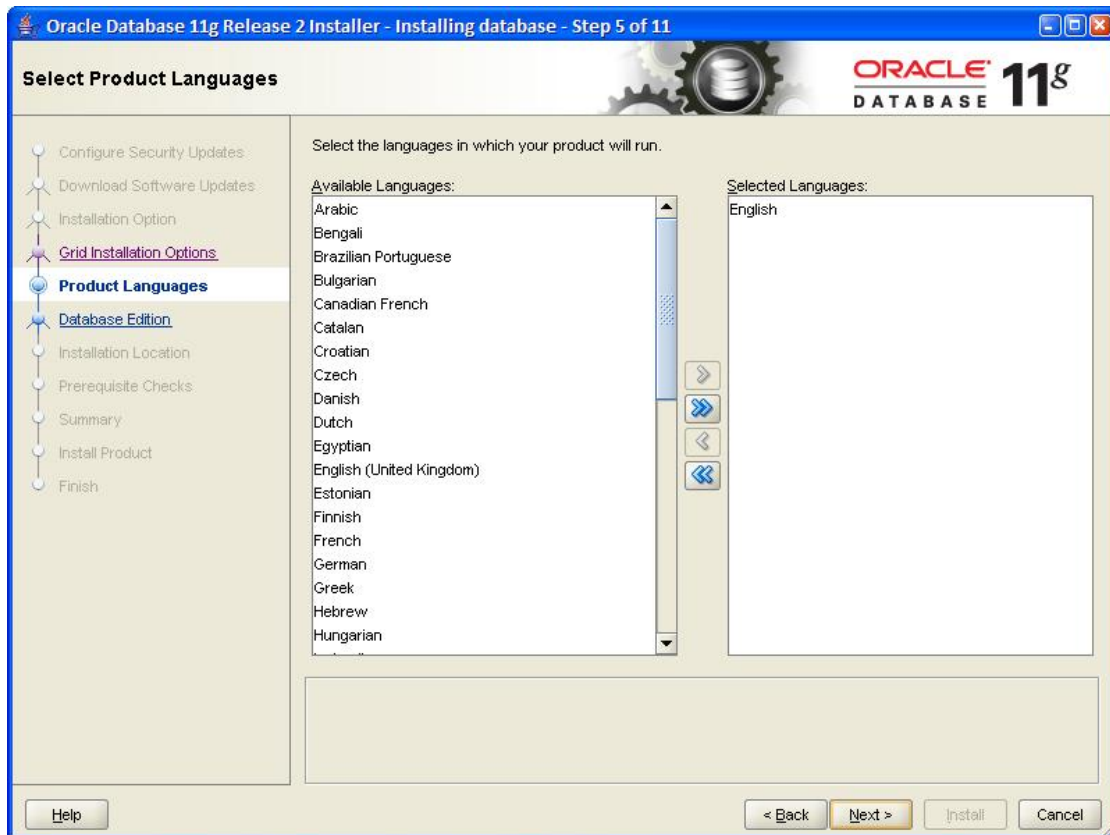 Oracle Database 11g Release 2 Installer - Installing database - Step 5 of 11
Select Product Languages
ORACLE
DATABASE
11g
Configure Security Updates
Download Software Updates
Installation Option
Grid Installation Options
Product Languages
Database Edition
Installation Location
Prerequisite Checks
Summary
Install Product
Finish
Select the languages in which your product will run.
Available Languages:
Arabic
Bengali
Brazilian Portuguese
Bulgarian
Canadian French
Catalan
Croatian
Czech
Danish
Dutch
Egyptian
English (United Kingdom)
Estonian
Finnish
French
German
Greek
Hebrew
Hungarian
Selected Languages:
English
Help
< Back
Next >
Install
Cancel